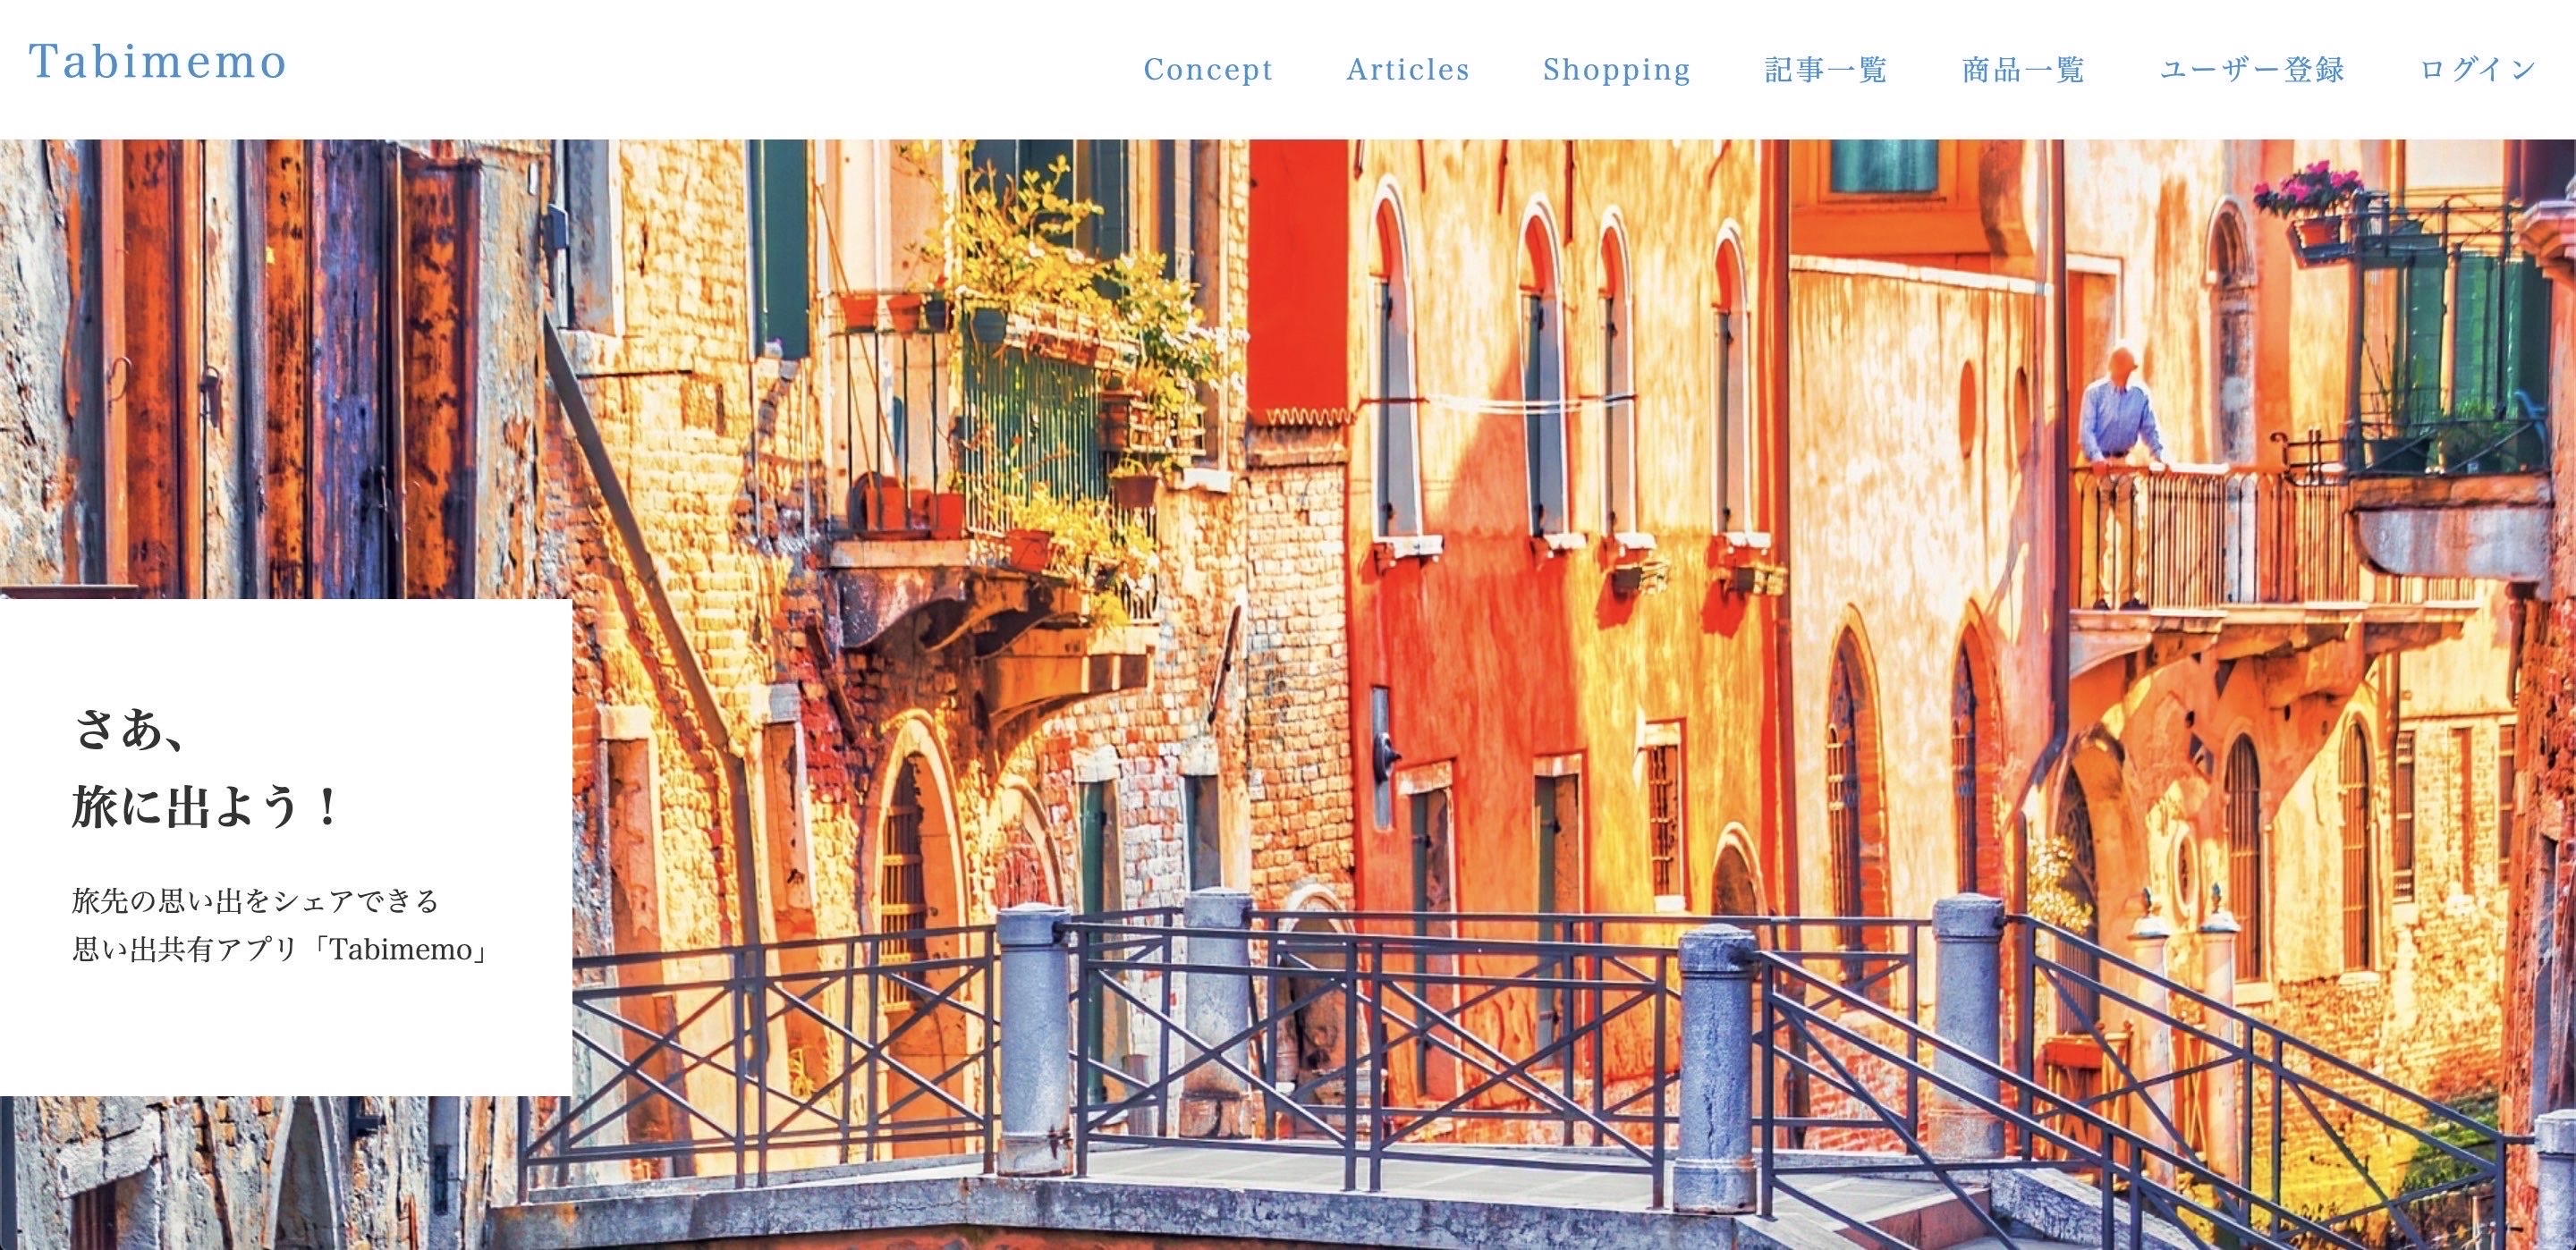 Tabimemo
Concept Articles Shopping 記事一覧 商品一覧 ユーザー登録 ログイン
さあ、
旅に出よう！
旅先の思い出をシェアできる
思い出共有アプリ「Tabimemo」